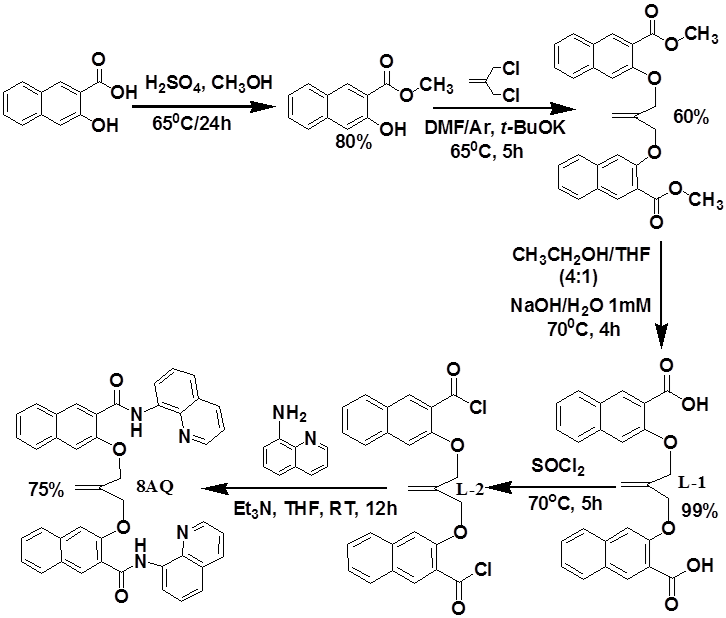 O
OH
OH
H₂SO₄, CH₃OH
65⁰C/24h
O
O
CH₃
OH
80%
Cl
Cl
DMF/Ar, t-BuOK
65⁰C, 5h
O
O
CH₃
O
60%
O
O
CH₃
O
CH₃CH₂OH/THF
(4:1)
NaOH/H₂O 1mM
70⁰C, 4h
O
OH
O
L-1
99%
O
OH
O
SOCl₂
70°C, 5h
O
Cl
O
L-2
O
Cl
O
NH₂
N
Et₃N, THF, RT, 12h
O
N
H
N
O
75%
8AQ
O
N
H
N
O